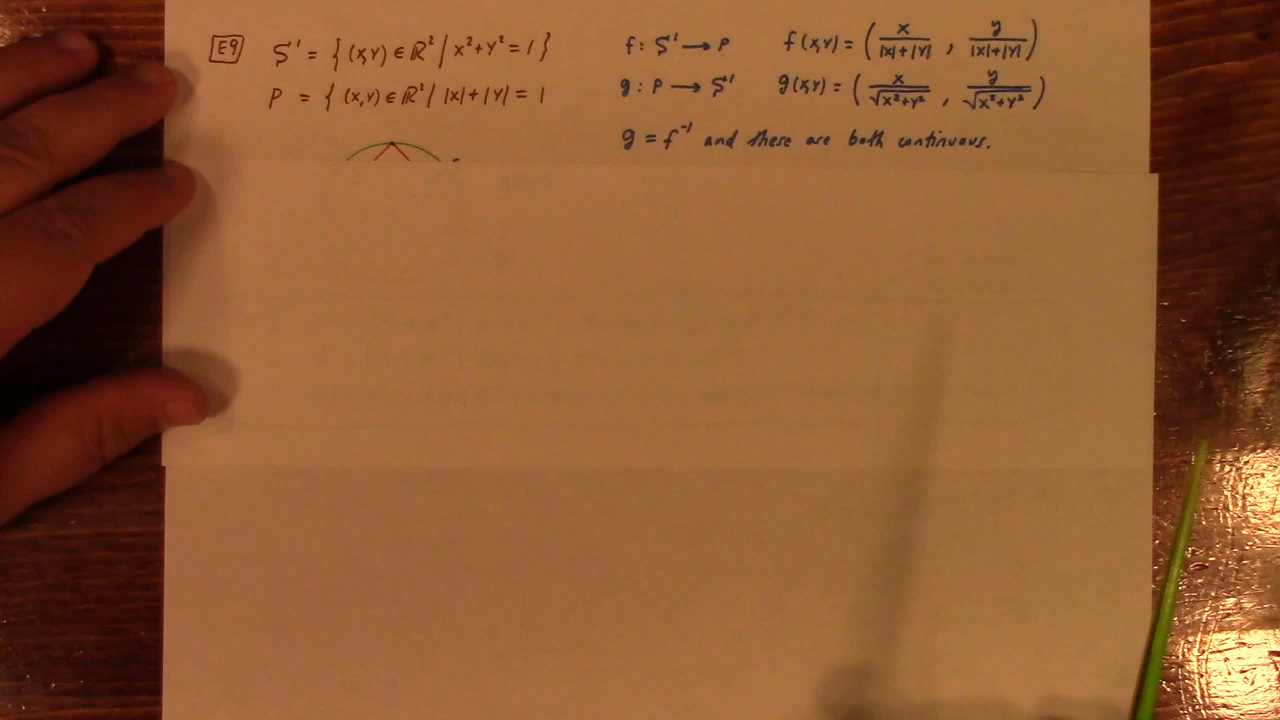 E9 S¹ = { (x,y) ∈ ℝ² / x² + y² = 1 }
P = { (x,y) ∈ ℝ² / |x| + |y| = 1
f : S¹ → P f(x,y) = ( x/(|x|+|y|) , y/(|x|+|y|) )
g : P → S¹ g(x,y) = ( x/√(x²+y²) , y/√(x²+y²) )
g = f⁻¹ and these are both continuous.